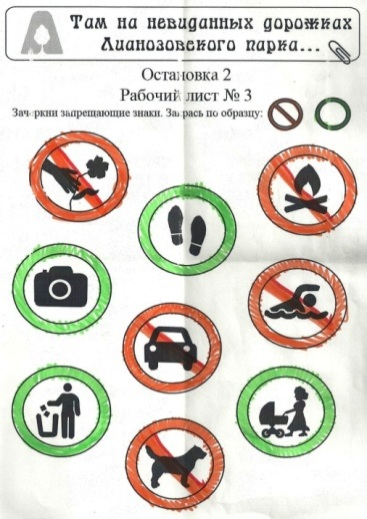 Там на невиданных дорожках
Лианозовского парка...
Остановка 2
Рабочий лист № 3
Зачеркни запрещающие знаки. Закрась по образцу: